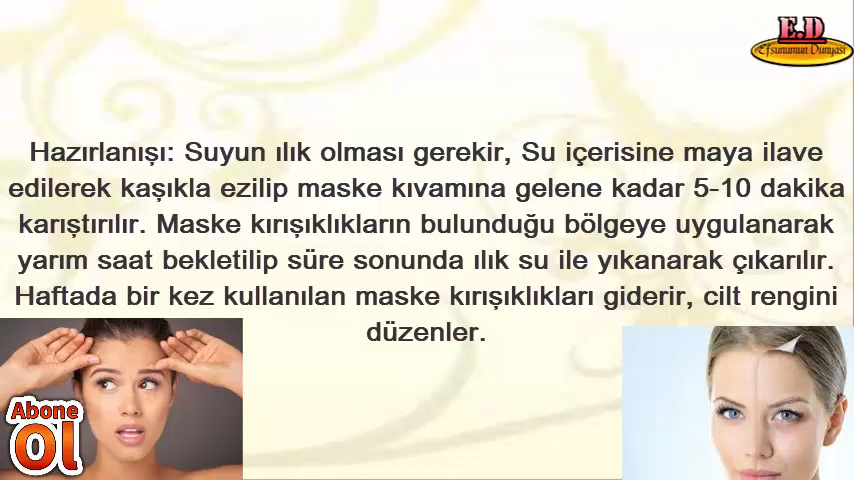 E.D
Efsununun Dunyası
Hazırlanışı: Suyun ılık olması gerekir, Su içerisine maya ilave
edilerek kaşıkla ezilip maske kıvamına gelene kadar 5-10 dakika
karıştırılır. Maske kırışıklıkların bulunduğu bölgeye uygulanarak
yarım saat bekletilip süre sonunda ılık su ile yıkanarak çıkarılır.
Haftada bir kez kullanılan maske kırışıklıkları giderir, cilt rengini
düzenler.
Abone
Ol